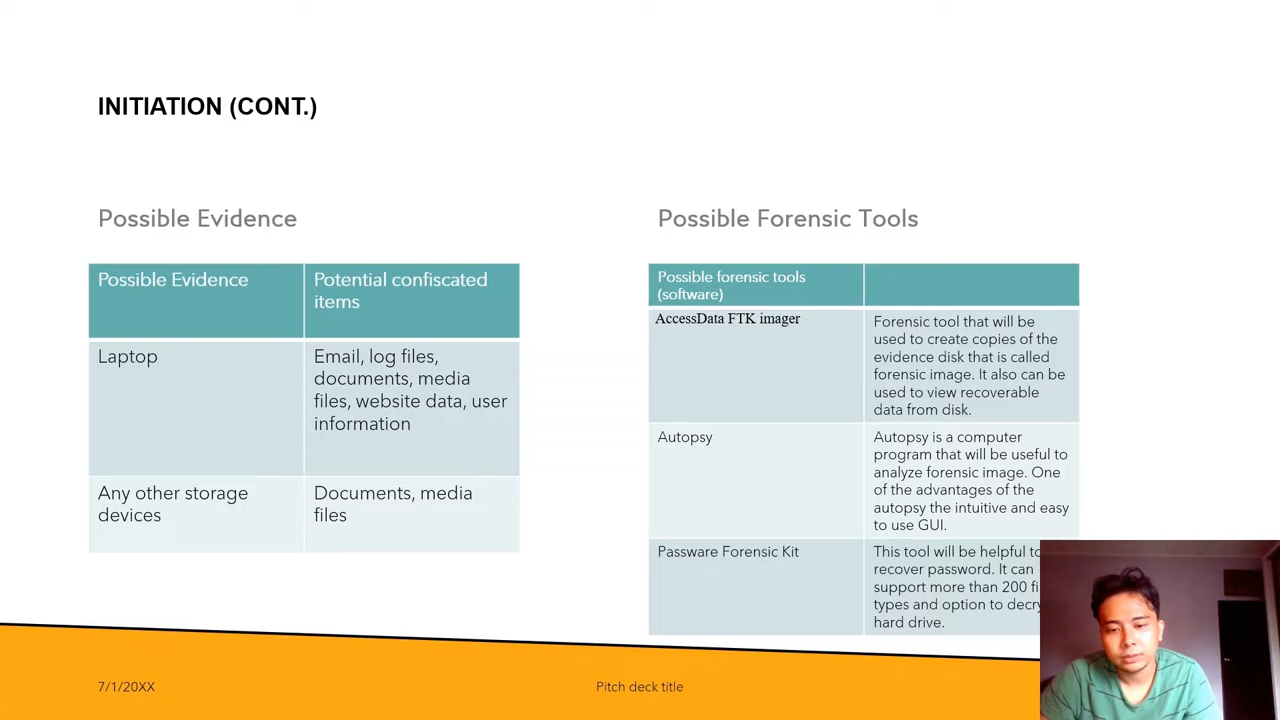 INITIATION (CONT.)
Possible Evidence
Possible Evidence
Potential confiscated
items
Laptop
Email, log files,
documents, media
files, website data, user
information
Any other storage
devices
Documents, media
files
Possible Forensic Tools
Possible forensic tools
(software)
AccessData FTK imager
Forensic tool that will be
used to create copies of the
evidence disk that is called
forensic image. It also can be
used to view recoverable
data from disk.
Autopsy
Autopsy is a computer
program that will be useful to
analyze forensic image. One
of the advantages of the
autopsy the intuitive and easy
to use GUI.
Passware Forensic Kit
This tool will be helpful
recover password. It can
support more than 200
types and option to
hard drive.
7/1/20XX
Pitch deck title